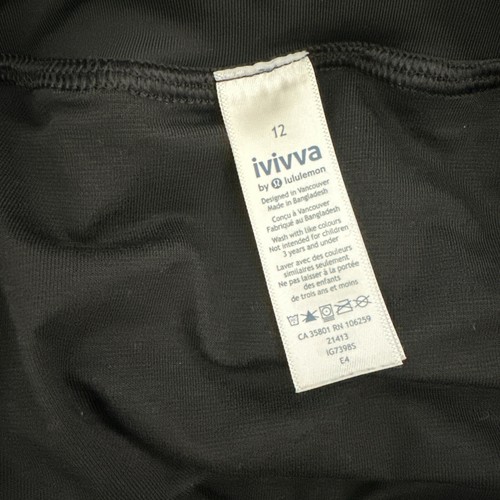 12
ivivva
by lululemon
Designed in Vancouver
Made in Bangladesh
Conçu à Vancouver
Fabriqué au Bangladesh
Wash with like colours
Not intended for children
3 years and under
Laver avec des couleurs
similaires seulement
Ne pas laisser à la portée
des enfants
de trois ans et moins
CA 35801 RN 106259
21413
IG739BS
E4